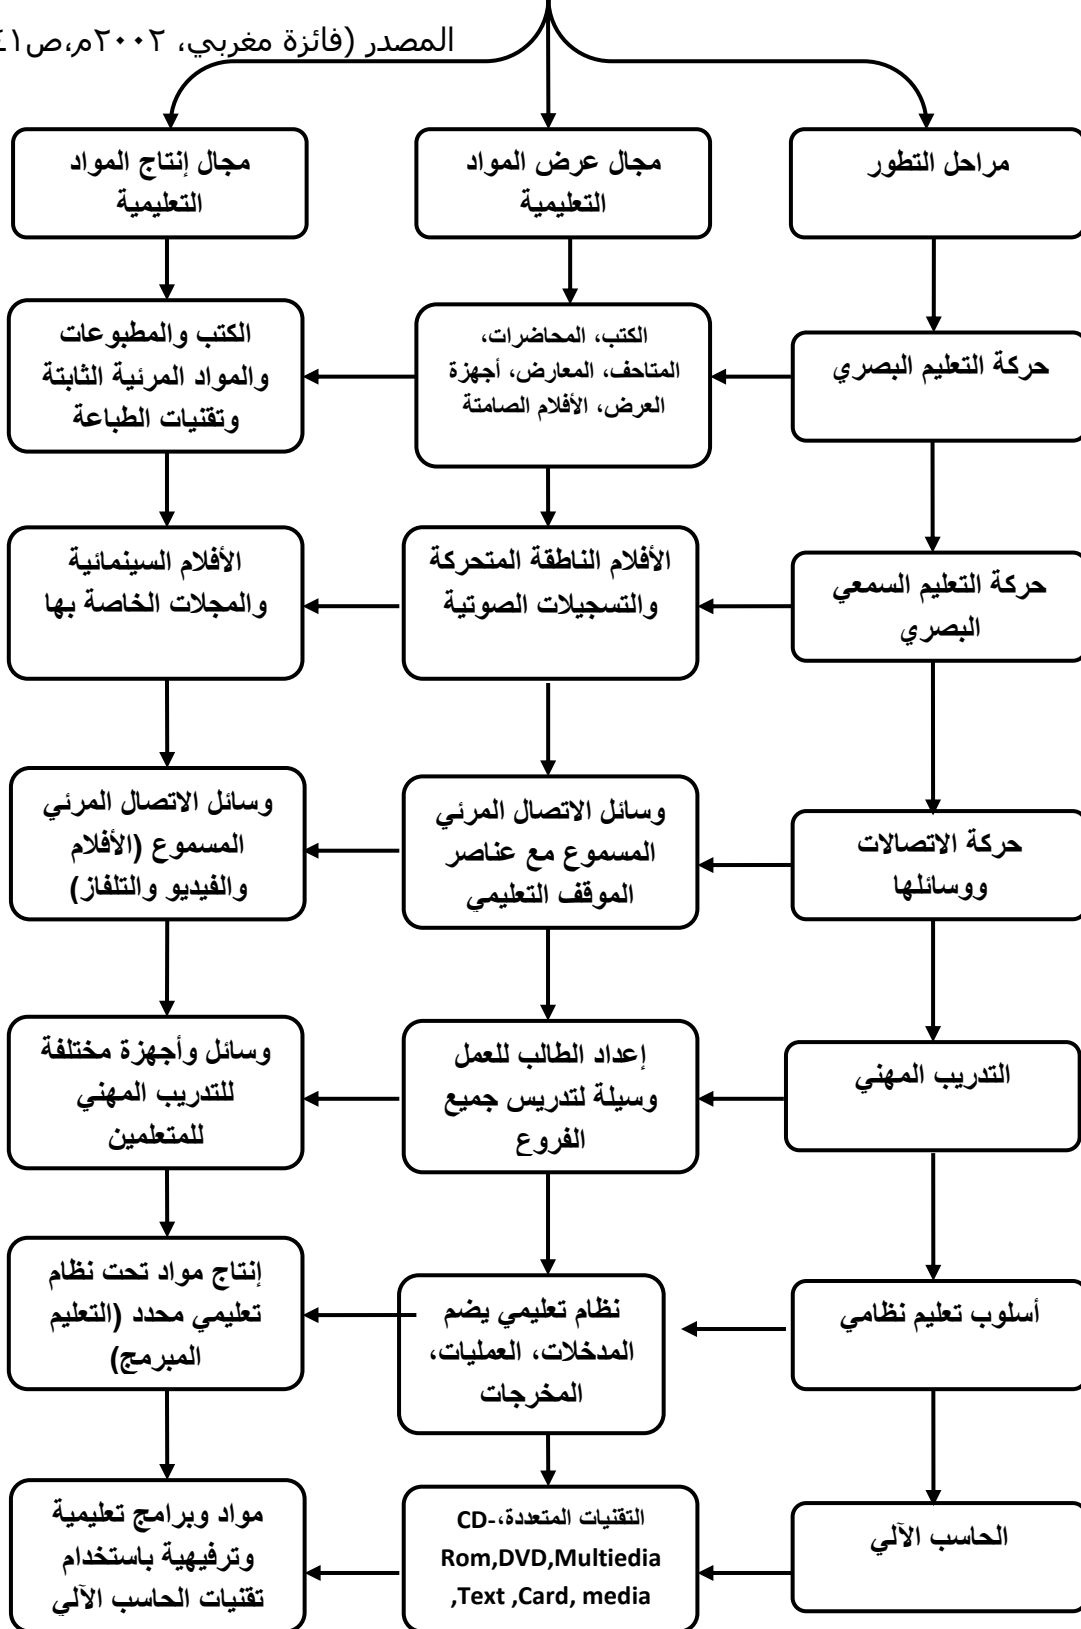 المصدر (فائزة مغربي، ٢٠٠٢م،ص٤١
مراحل التطور
مجال عرض المواد
التعليمية
مجال إنتاج المواد
التعليمية
حركة التعليم البصري
الكتب، المحاضرات،
المتاحف، المعارض، أجهزة
العرض، الأفلام الصامتة
الكتب والمطبوعات
والمواد المرئية الثابتة
وتقنيات الطباعة
حركة التعليم السمعي
البصري
الأفلام الناطقة المتحركة
والتسجيلات الصوتية
الأفلام السينمائية
والمجلات الخاصة بها
حركة الاتصالات
ووسائلها
وسائل الاتصال المرئي
المسموع مع عناصر
الموقف التعليمي
وسائل الاتصال المرئي
المسموع (الأفلام
والفيديو والتلفاز)
التدريب المهني
إعداد الطالب للعمل
وسيلة لتدريس جميع
الفروع
وسائل وأجهزة مختلفة
للتدريب المهني
للمتعلمين
أسلوب تعليم نظامي
نظام تعليمي يضم
المدخلات، العمليات،
المخرجات
إنتاج مواد تحت نظام
تعليمي محدد (التعليم
المبرمج)
الحاسب الآلي
التقنيات المتعددة،CD-
Rom,DVD,Multiedia
,Text ,Card, media
مواد وبرامج تعليمية
وترفيهية باستخدام
تقنيات الحاسب الآلي